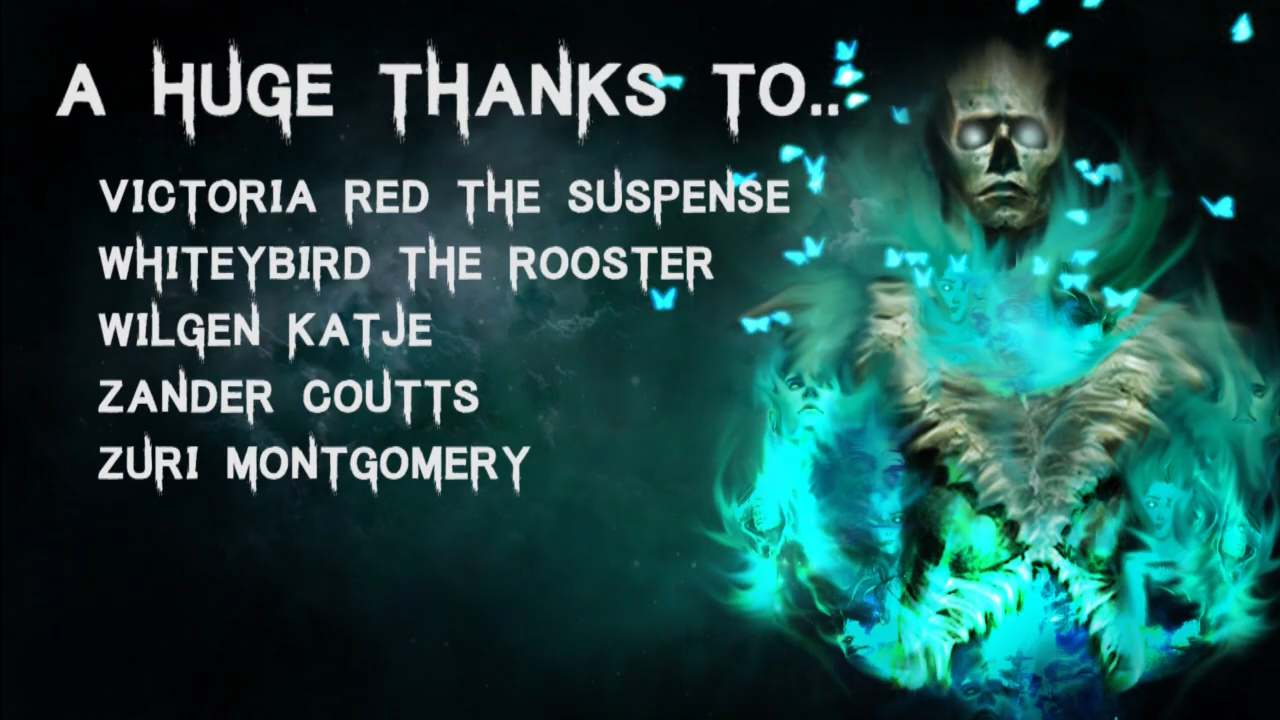 A HUGE THANKS TO..
VICTORIA RED THE SUSPENSE
WHITEYBIRD THE ROOSTER
WILGEN KATJE
ZANDER COUTTS
ZURI MONTGOMERY